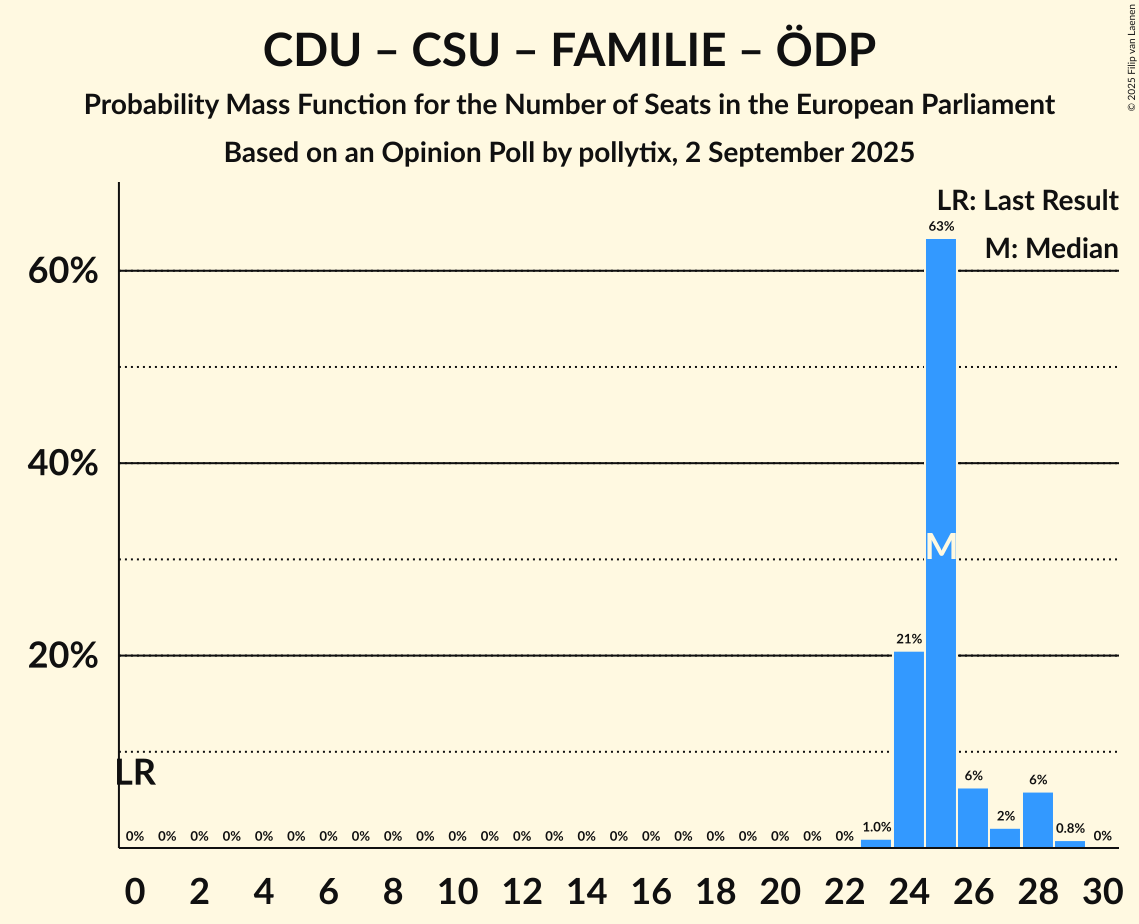 CDU – CSU – FAMILIE – ÖDP
Probability Mass Function for the Number of Seats in the European Parliament
Based on an Opinion Poll by pollytix, 2 September 2025
© 2025 Filip van Laenen
LR: Last Result
M: Median
63%
60%
40%
M
21%
20%
LR
6% 6%
2%
1.0% 0.8%
0% 0% 0% 0% 0% 0% 0% 0% 0% 0% 0% 0% 0% 0% 0% 0% 0% 0% 0% 0% 0% 0% 0% 0%
0 2 4 6 8 10 12 14 16 18 20 22 24 26 28 30